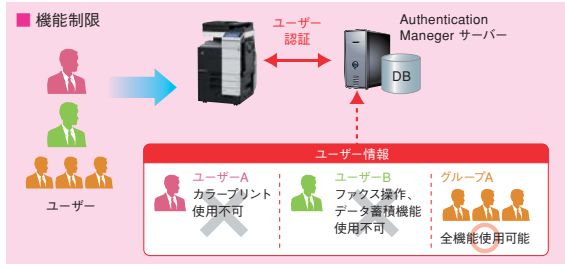 ■ 機能制限
ユーザー
認証
Authentication
Maneger サーバー
DB
ユーザー
ユーザー情報
ユーザーA
カラープリント
使用不可
ユーザーB
ファクス操作、
データ蓄積機能
使用不可
グループA
全機能使用可能